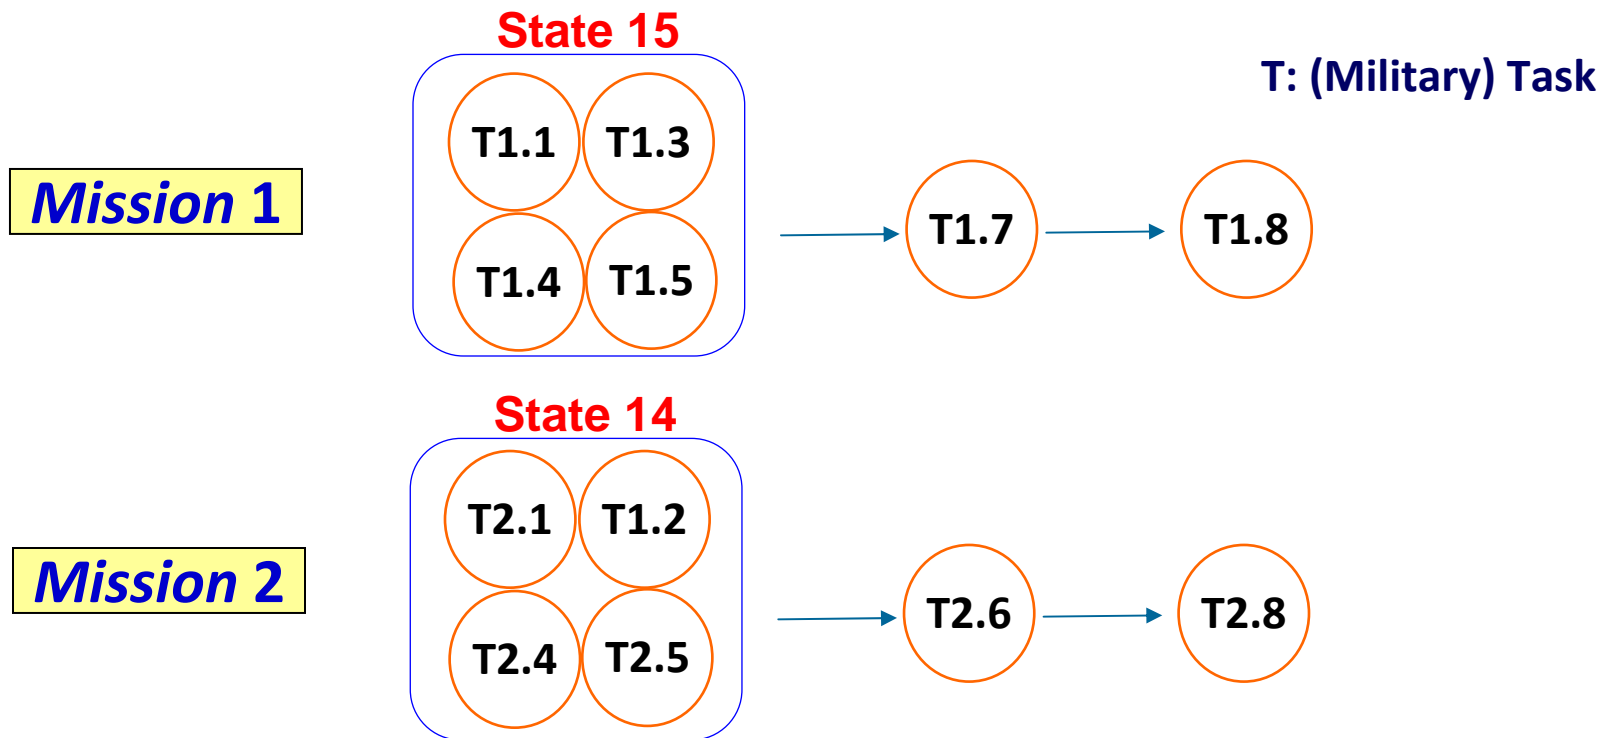 State 15
T: (Military) Task
T1.1 T1.3
Mission 1
T1.7 T1.8
T1.4 T1.5
State 14
T2.1 T1.2
Mission 2
T2.6 T2.8
T2.4 T2.5